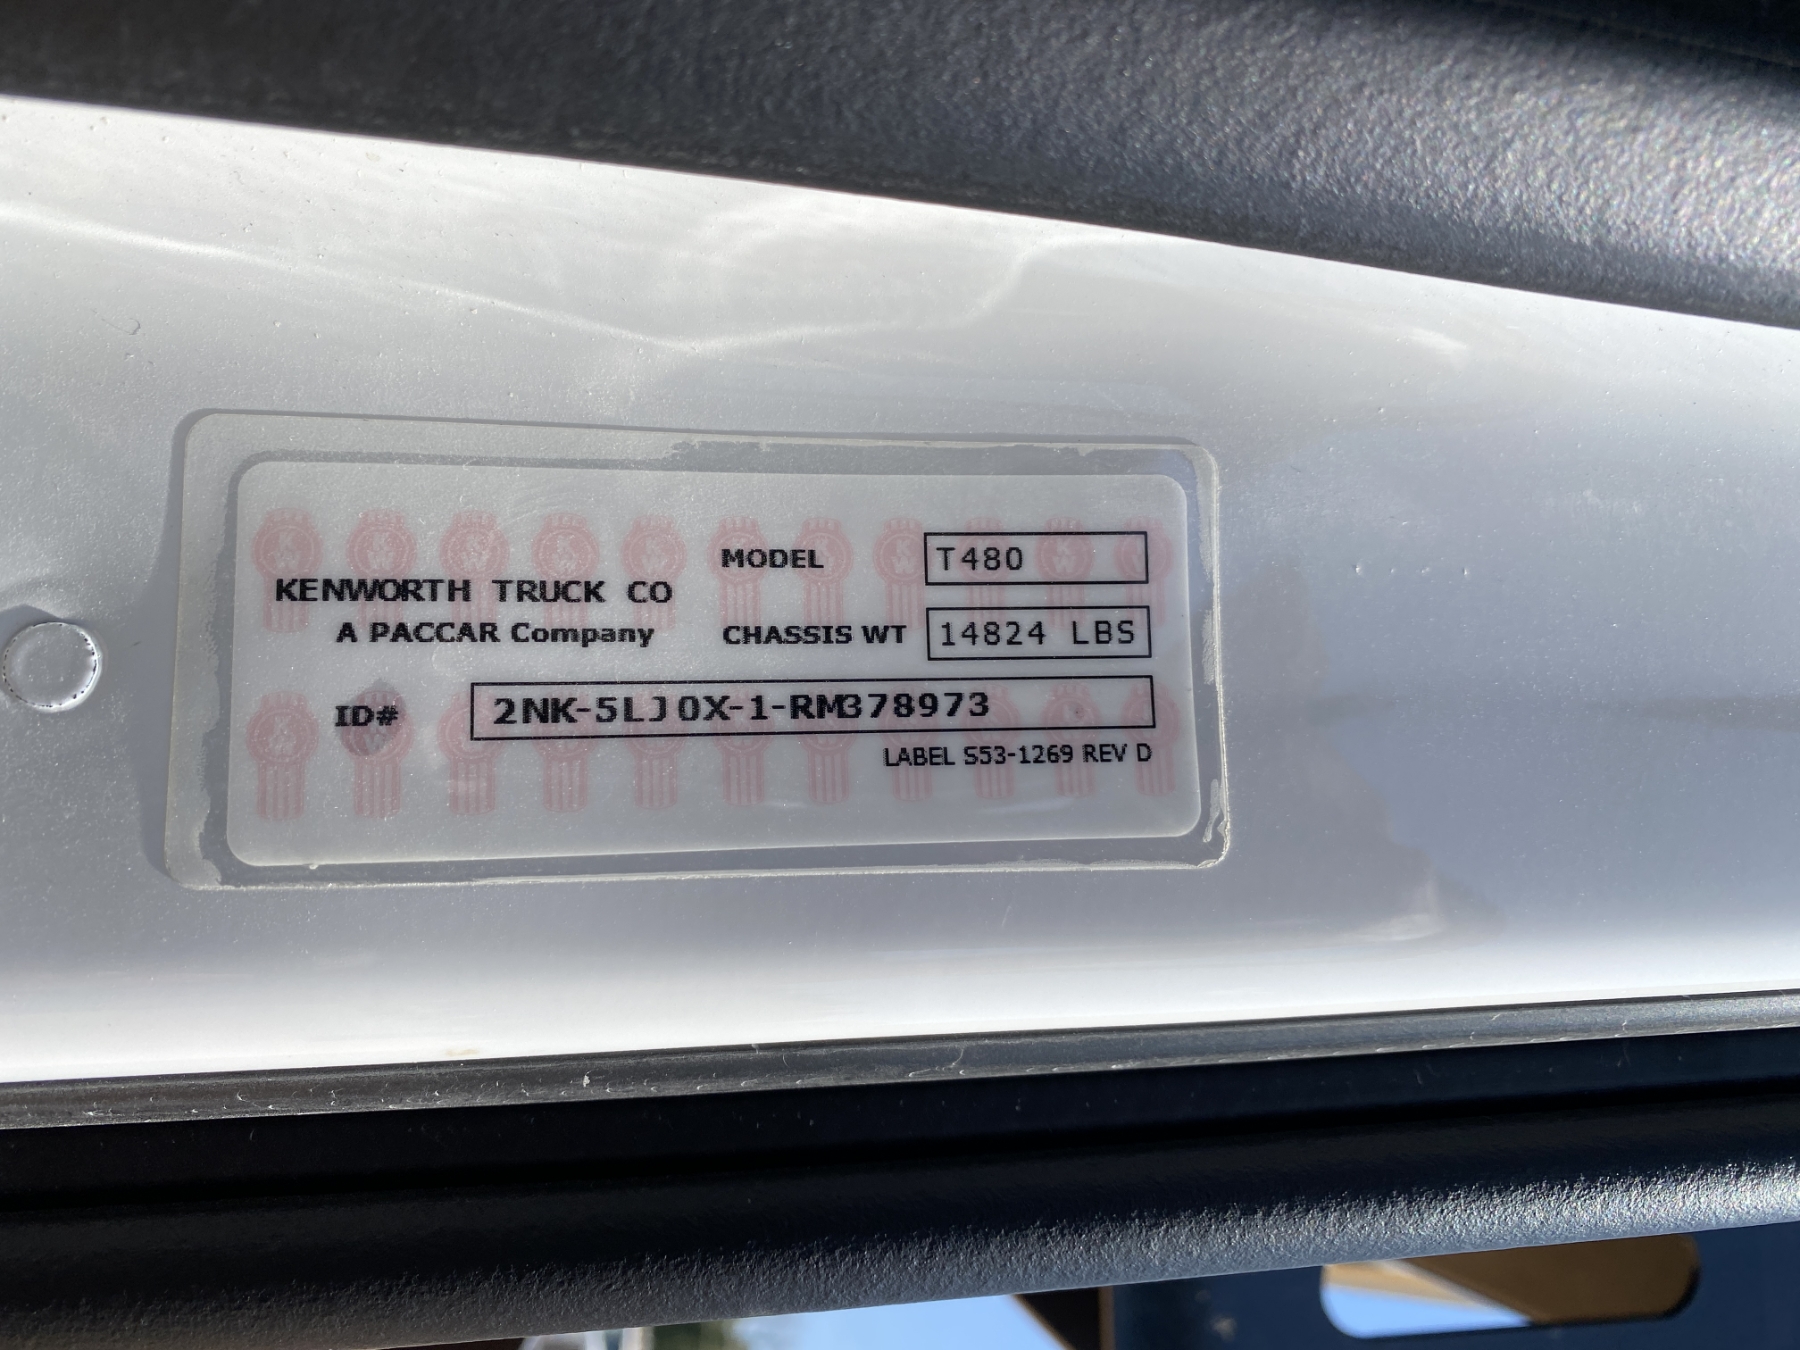 MODEL T480
KENWORTH TRUCK CO
A PACCAR Company
CHASSIS WT 14824 LBS
ID# 2NK-5LJ0X-1-RM378973
LABEL S53-1269 REV D